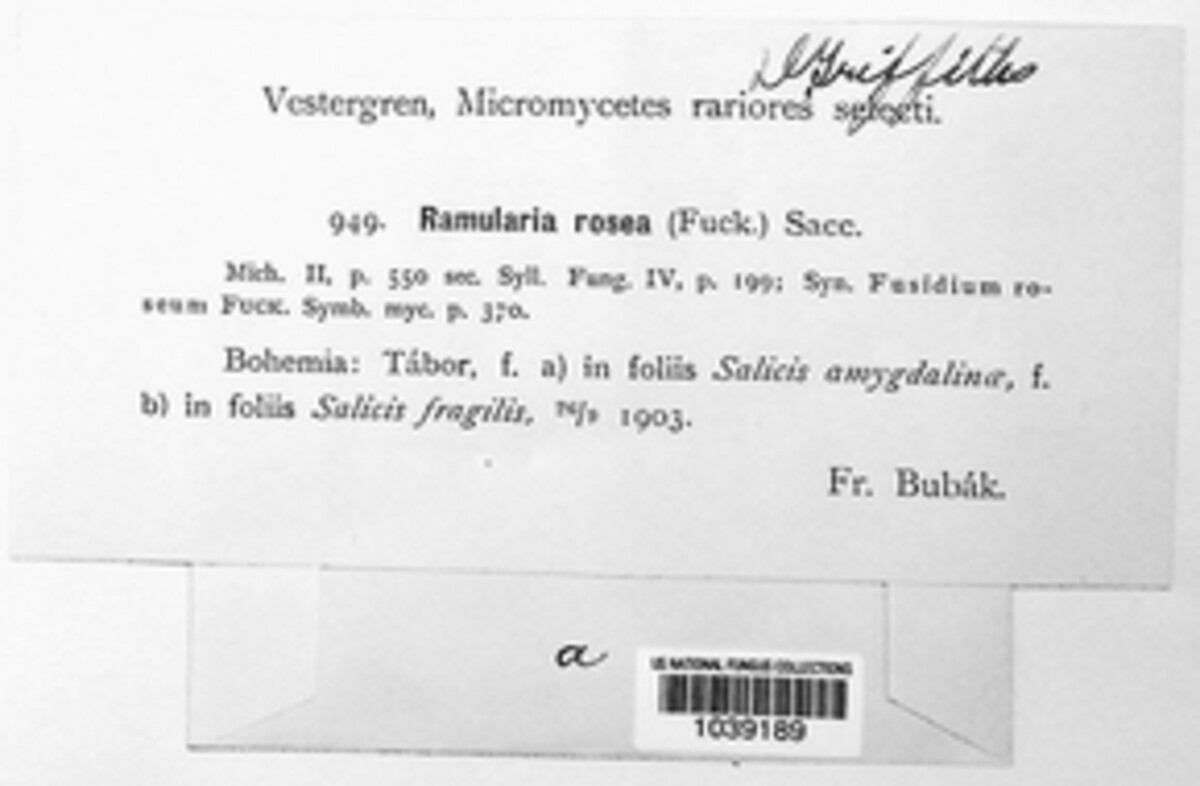 D Griffiths
Vestergren, Micromycetes rariores selecti.
949. Ramularia rosea (Fuck.) Sacc.
Mich. II, p. 550 sec. Syll. Fung. IV, p. 199; Syn. Fusidium ro-
seum FUCK. Symb. myc. p. 370.
Bohemia: Tábor, f. a) in foliis Salicis amygdalinæ, f.
b) in foliis Salicis fragilis, 1903.
Fr. Bubák.
a
US NATIONAL FUNGUS COLLECTIONS
1039189